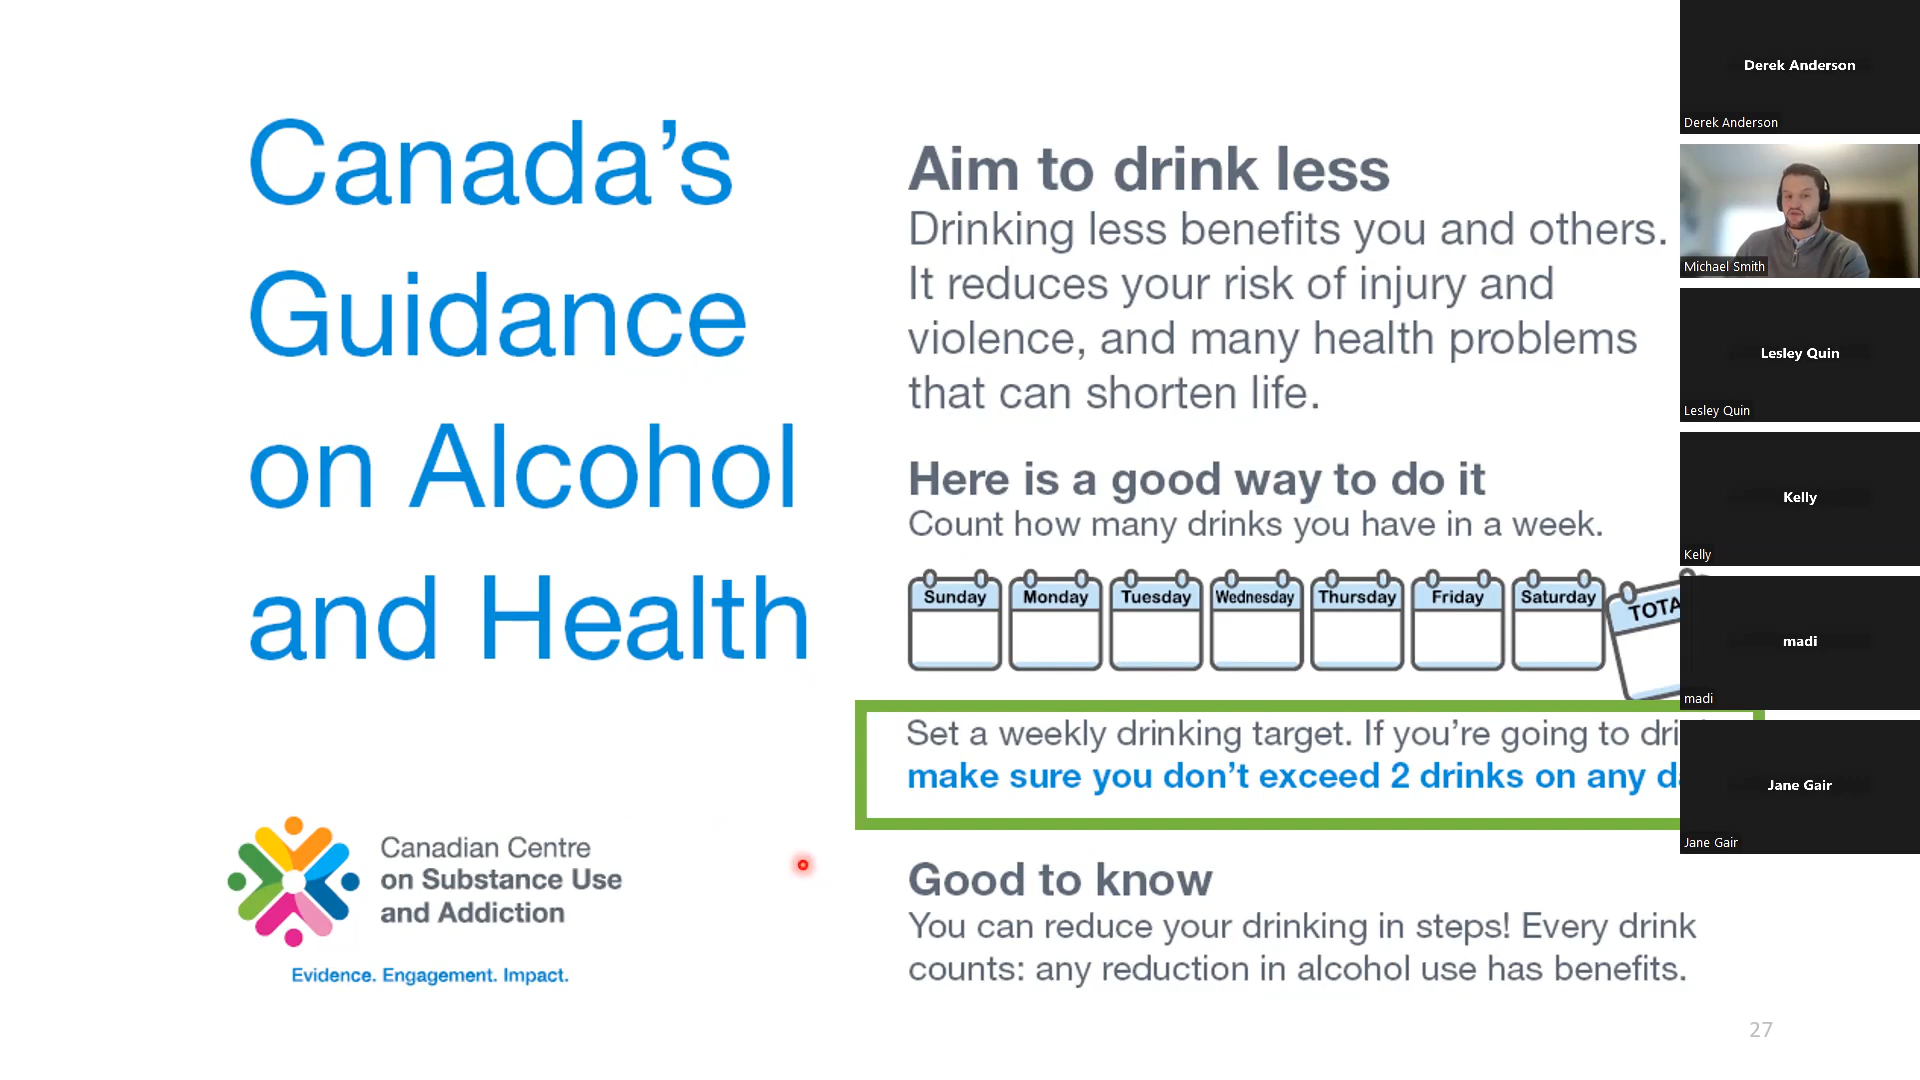 Canada’s
Guidance
on Alcohol
and Health
Canadian Centre
on Substance Use
and Addiction
Evidence. Engagement. Impact.
Aim to drink less
Drinking less benefits you and others.
It reduces your risk of injury and
violence, and many health problems
that can shorten life.
Here is a good way to do it
Count how many drinks you have in a week.
Sunday Monday Tuesday Wednesday Thursday Friday Saturday
Set a weekly drinking target. If you’re going to
make sure you don’t exceed 2 drinks on any
Good to know
You can reduce your drinking in steps! Every drink
counts: any reduction in alcohol use has benefits.
27
Derek Anderson
Derek Anderson
Michael Smith
Lesley Quin
Lesley Quin
Kelly
Kelly
madi
madi
Jane Gair
Jane Gair